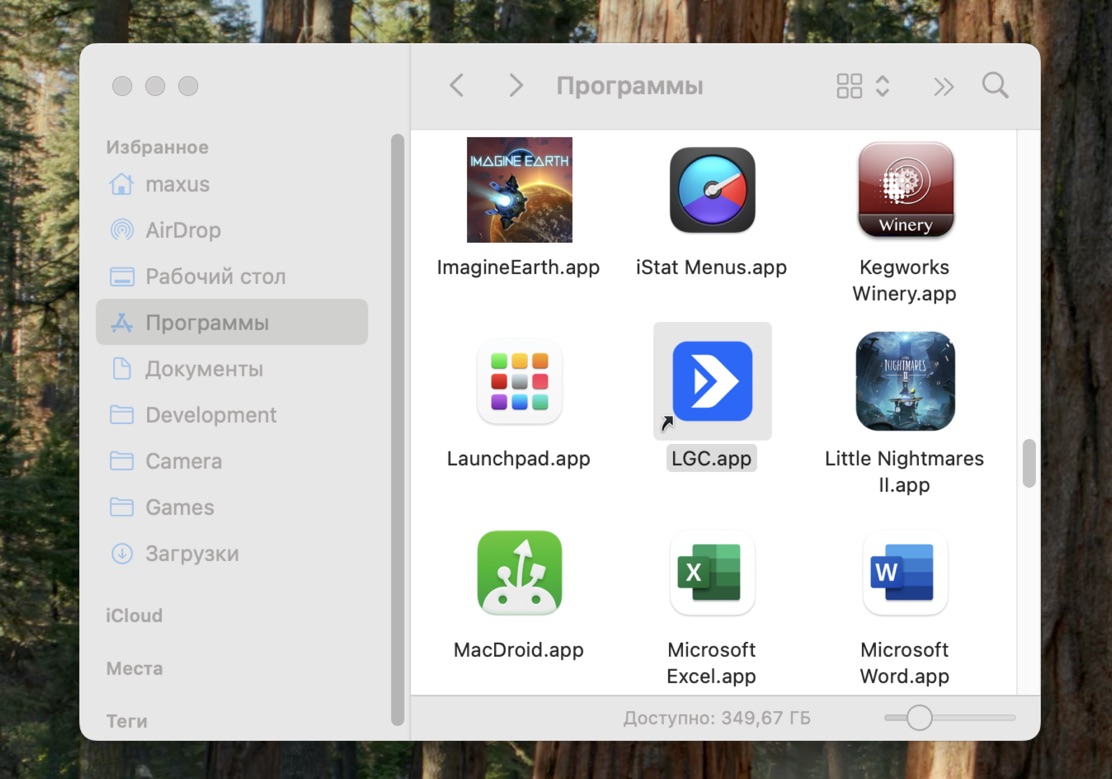 Программы
Избранное
maxus
AirDrop
Рабочий стол
Программы
Документы
Development
Camera
Games
Загрузки
iCloud
Места
Теги
IMAGINE EARTH
ImagineEarth.app
iStat Menus.app
Winery
Kegworks
Winery.app
Launchpad.app
LGC.app
NIGHTMARES
II
Little Nightmares
II.app
MacDroid.app
X
Microsoft
Excel.app
W
Microsoft
Word.app
Доступно: 349,67 ГБ